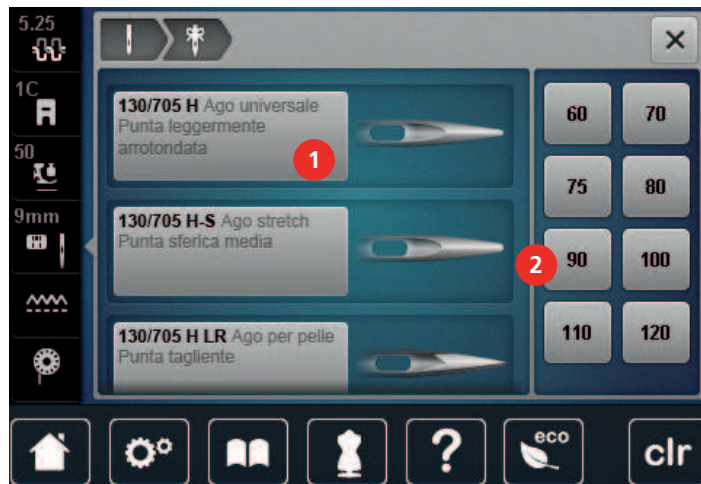 5.25
1C
50
9mm
130/705 H Ago universale
Punta leggermente
arrotondata
1
130/705 H-S Ago stretch
Punta sferica media
130/705 H LR Ago per pelle
Punta tagliente
60 70
75 80
2
90 100
110 120
?
eco
clr